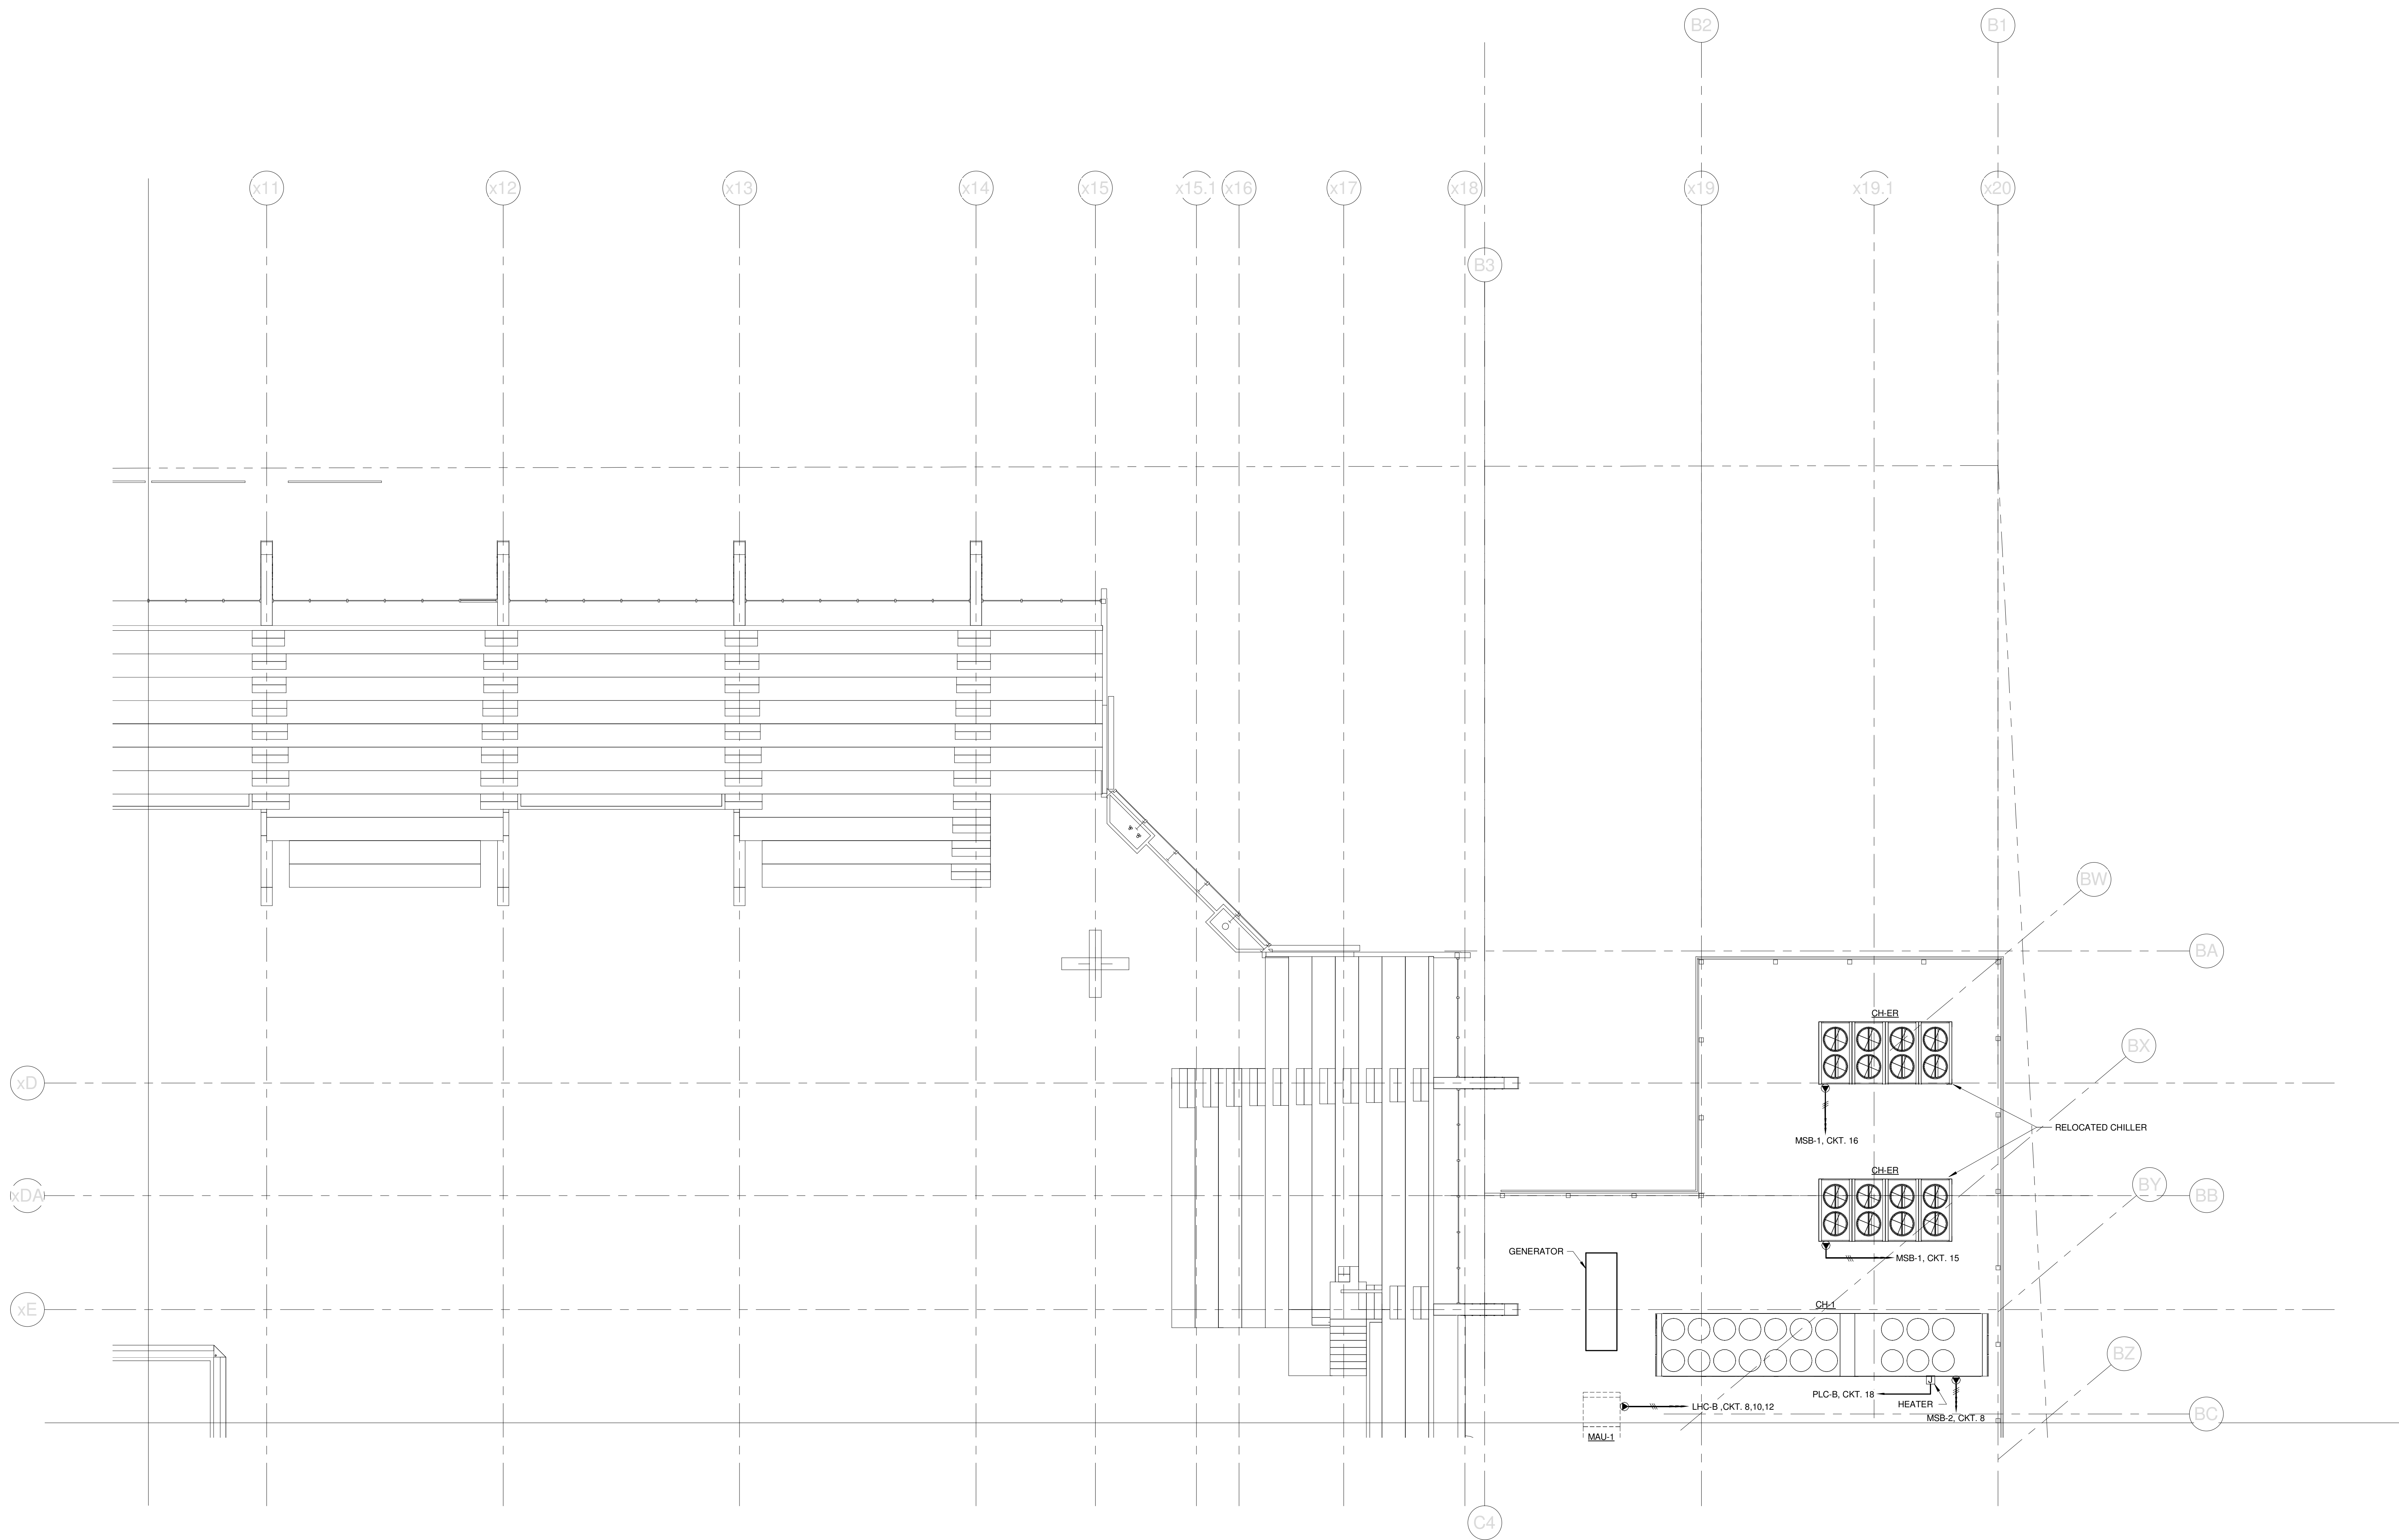 B2
B1
x11
x12
x13
x14
x15
x15.1
x16
x17
x18
x19
x19.1
x20
B3
BW
BA
CH-ER
BX
xD
RELOCATED CHILLER
MSB-1, CKT. 16
CH-ER
BY
xDA
BB
GENERATOR
MSB-1, CKT. 15
CH-1
xE
BZ
PLC-B, CKT. 18
HEATER
LHC-B ,CKT. 8,10,12
BC
MSB-2, CKT. 8
MAU-1
C4